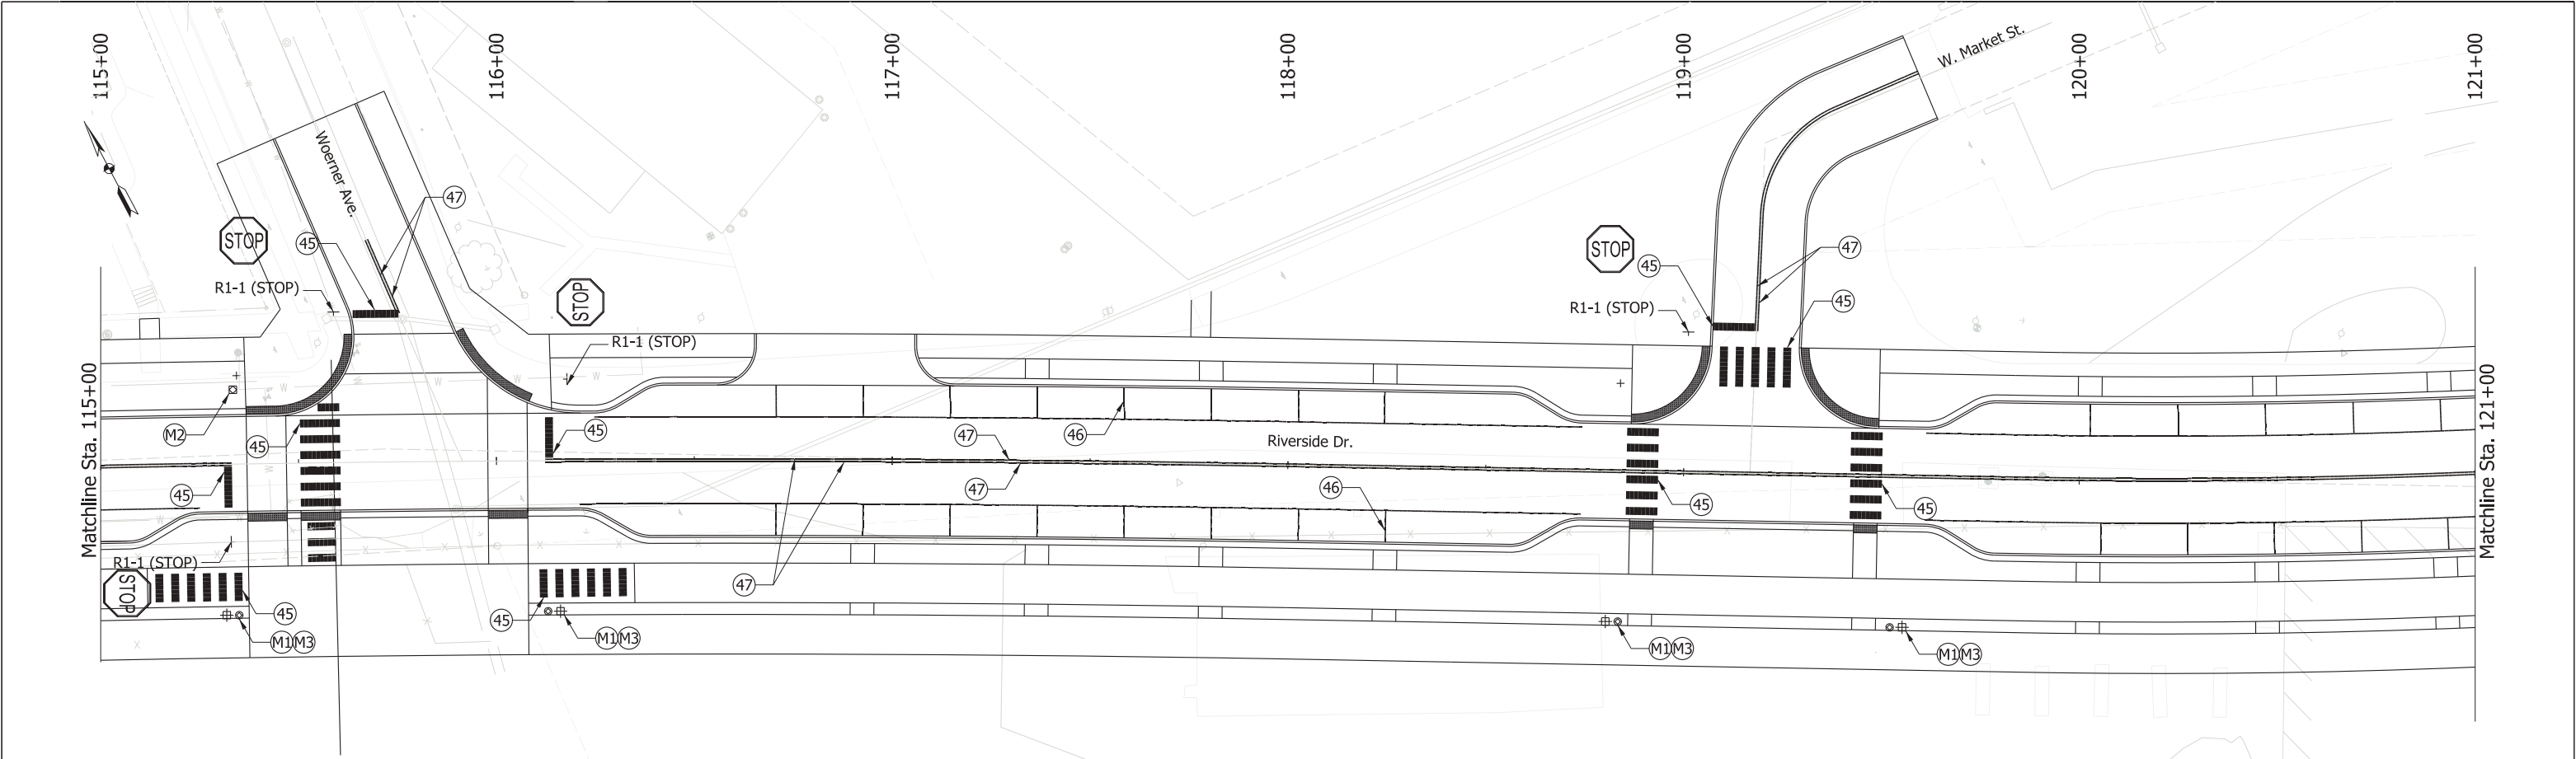 115+00
116+00
117+00
118+00
119+00
120+00
121+00
W. Market St.
Woerner Ave.
47
STOP
45
R1-1 (STOP)
STOP
R1-1 (STOP)
STOP
45
R1-1 (STOP)
47
45
Matchline Sta. 115+00
M2
45
45
45
47
47
46
Riverside Dr.
46
45
45
Matchline Sta. 121+00
R1-1 (STOP)
STOP
45
M1 M3
45
M1 M3
47
M1 M3
M1 M3